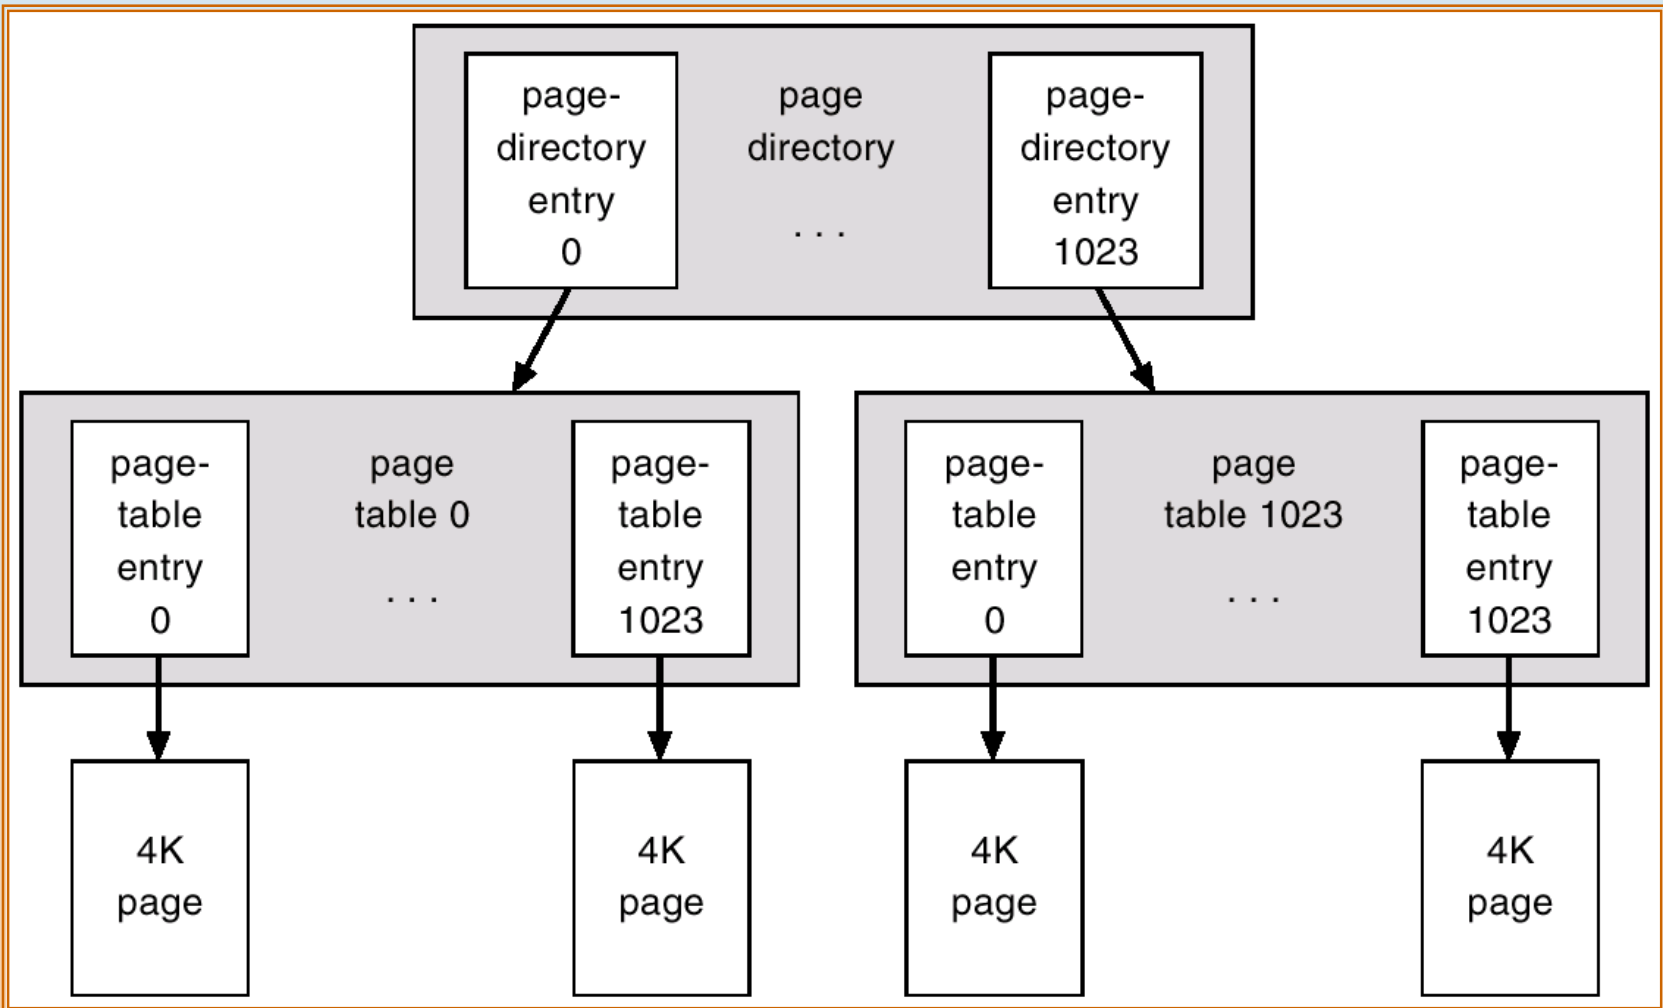 page-
directory
entry
0
page
directory
. . .
page-
directory
entry
1023
page-
table
entry
0
page
table 0
. . .
page-
table
entry
1023
page-
table
entry
0
page
table 1023
. . .
page-
table
entry
1023
4K
page
4K
page
4K
page
4K
page